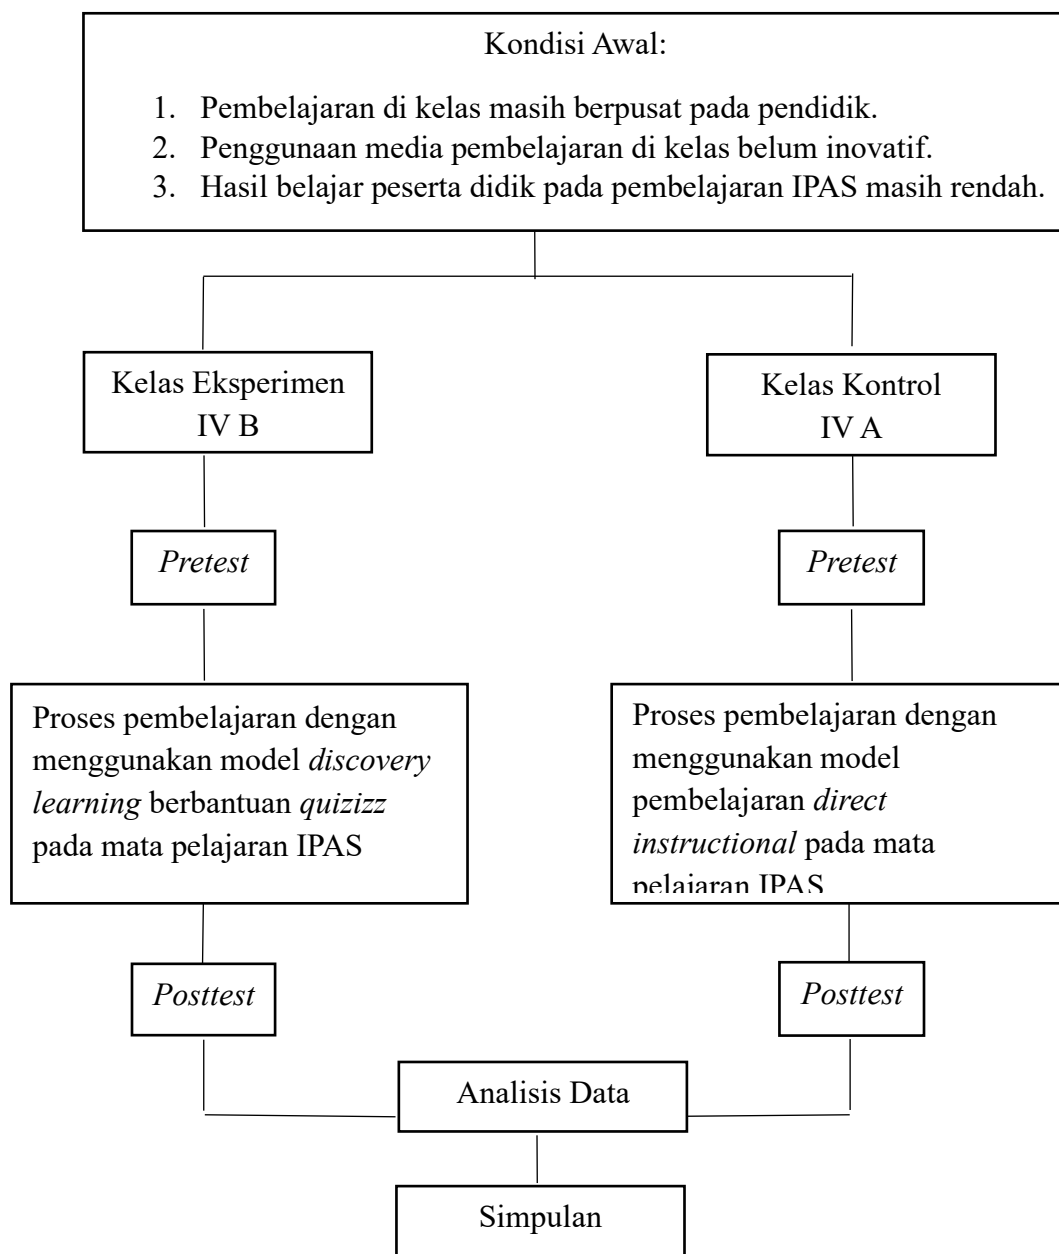 Kondisi Awal:
1. Pembelajaran di kelas masih berpusat pada pendidik.
2. Penggunaan media pembelajaran di kelas belum inovatif.
3. Hasil belajar peserta didik pada pembelajaran IPAS masih rendah.
Kelas Eksperimen
IV B
Kelas Kontrol
IV A
Pretest
Pretest
Proses pembelajaran dengan
menggunakan model discovery
learning berbantuan quizizz
pada mata pelajaran IPAS
Proses pembelajaran dengan
menggunakan model
pembelajaran direct
instructional pada mata
pelajaran IPAS
Posttest
Posttest
Analisis Data
Simpulan